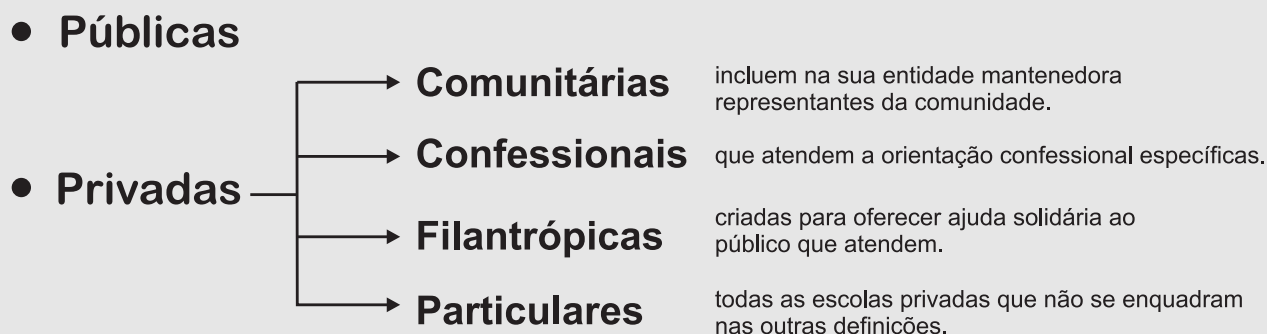 • Públicas
Comunitárias
incluem na sua entidade mantenedora
representantes da comunidade.
Confessionais
que atendem a orientação confessional específicas.
• Privadas
Filantrópicas
criadas para oferecer ajuda solidária ao
público que atendem.
Particulares
todas as escolas privadas que não se enquadram
nas outras definições.